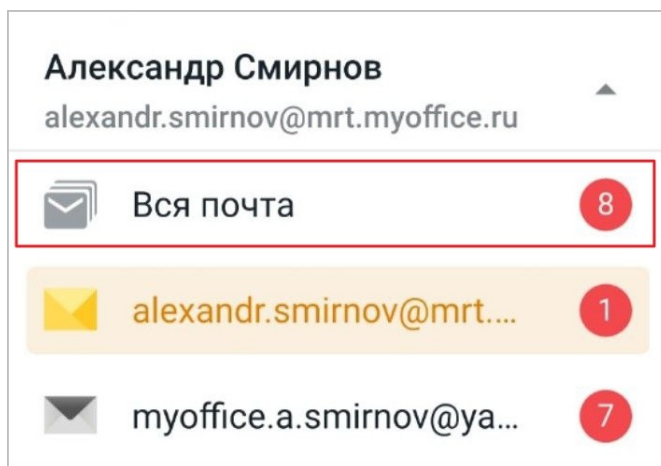 Александр Смирнов
alexandr.smirnov@mrt.myoffice.ru
Вся почта 8
alexandr.smirnov@mrt.... 1
myoffice.a.smirnov@ya... 7